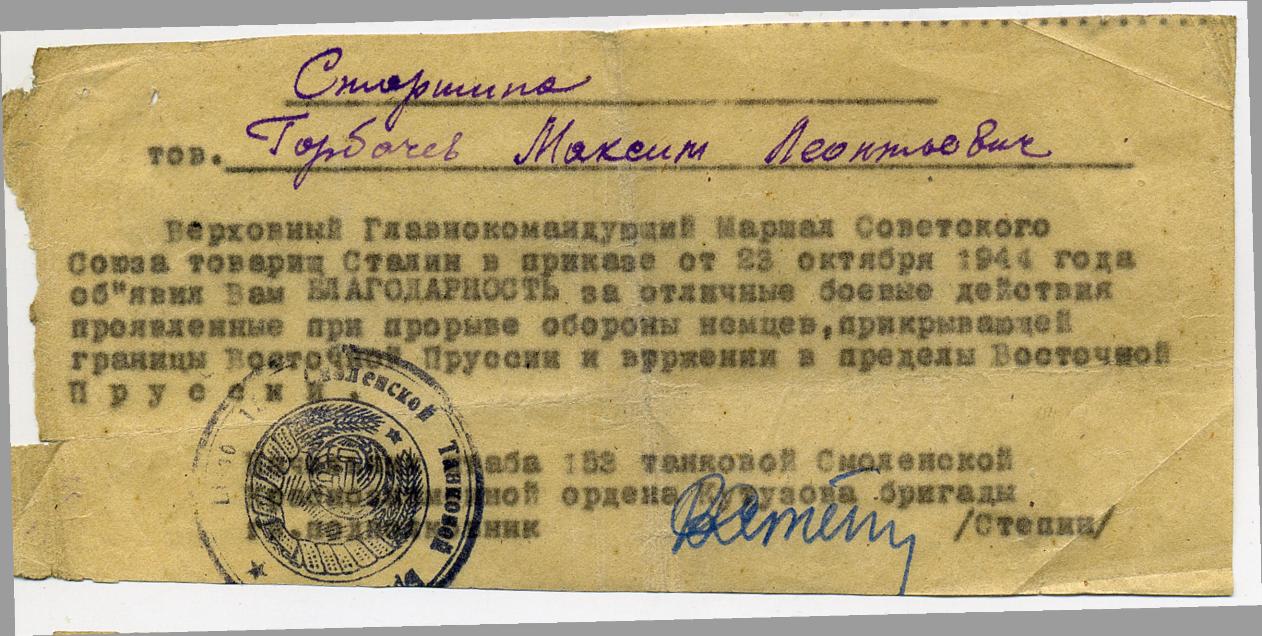 Старшина
тов. Горбачев Максим Леонтьевич
Верховный Главнокомандующий Маршал Советского
Союза товарищ Сталин в приказе от 23 октября 1944 года
об"явил Вам БЛАГОДАРНОСТЬ за отличные боевые действия
проявленные при прорыве обороны немцев,прикрывающей
границы Восточной Пруссии и вторжении в пределы Восточной
П р у с с и и .
153 танковой Смоленской
ордена Кутузова бригады
/Степин/
Смоленской Танковой